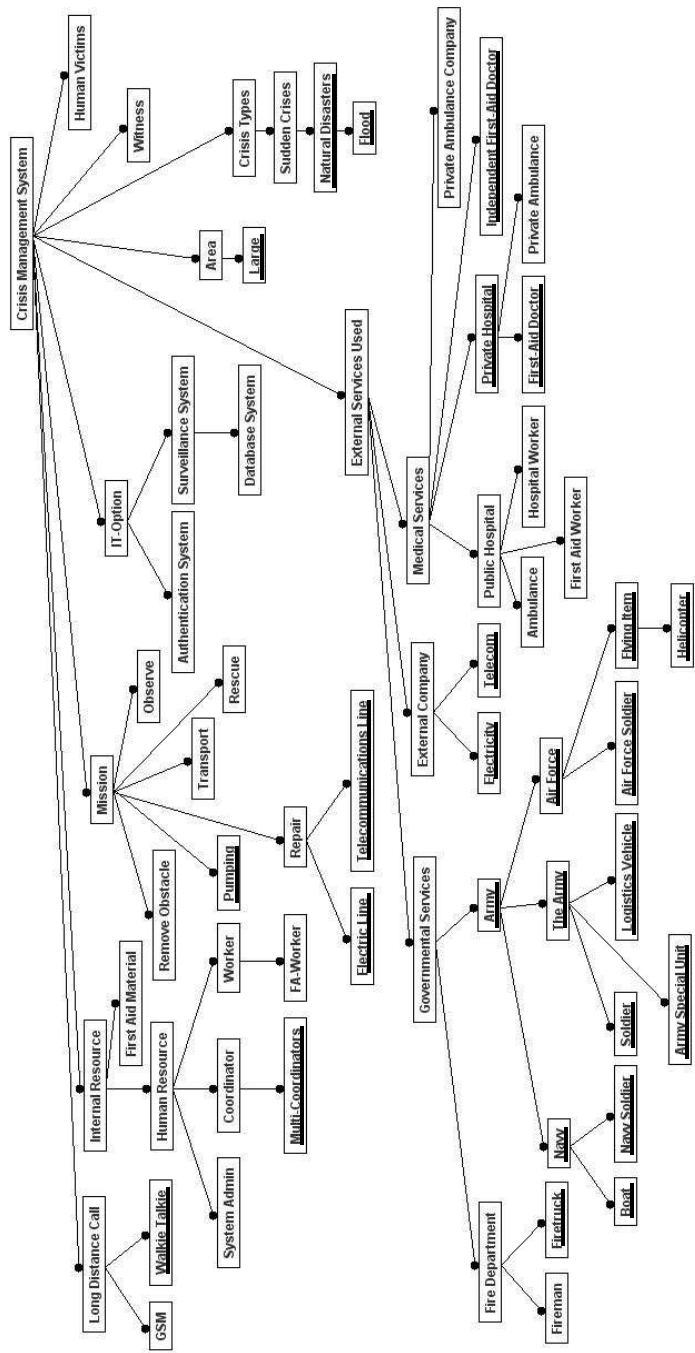 Crisis Management System
Long Distance Call
GSM
Walkie Talkie
Internal Resource
First Aid Material
Human Resource
System Admin
Coordinator
Multi-Coordinators
Worker
FA-Worker
Mission
Remove Obstacle
Pumping
Repair
Electric Line
Telecommunications Line
Transport
Rescue
Observe
IT-Option
Authentication System
Surveillance System
Database System
Area
Large
Crisis Types
Sudden Crises
Natural Disasters
Flood
Witness
Human Victims
External Services Used
Governmental Services
Fire Department
Fireman
Firetruck
Army
Navy
Boat
Navy Soldier
The Army
Soldier
Army Special Unit
Logistics Vehicle
Air Force
Air Force Soldier
Flying Item
Helicopter
External Company
Electricity
Telecom
Medical Services
Public Hospital
Ambulance
First Aid Worker
Hospital Worker
Private Hospital
First-Aid Doctor
Private Ambulance
Independent First-Aid Doctor
Private Ambulance Company